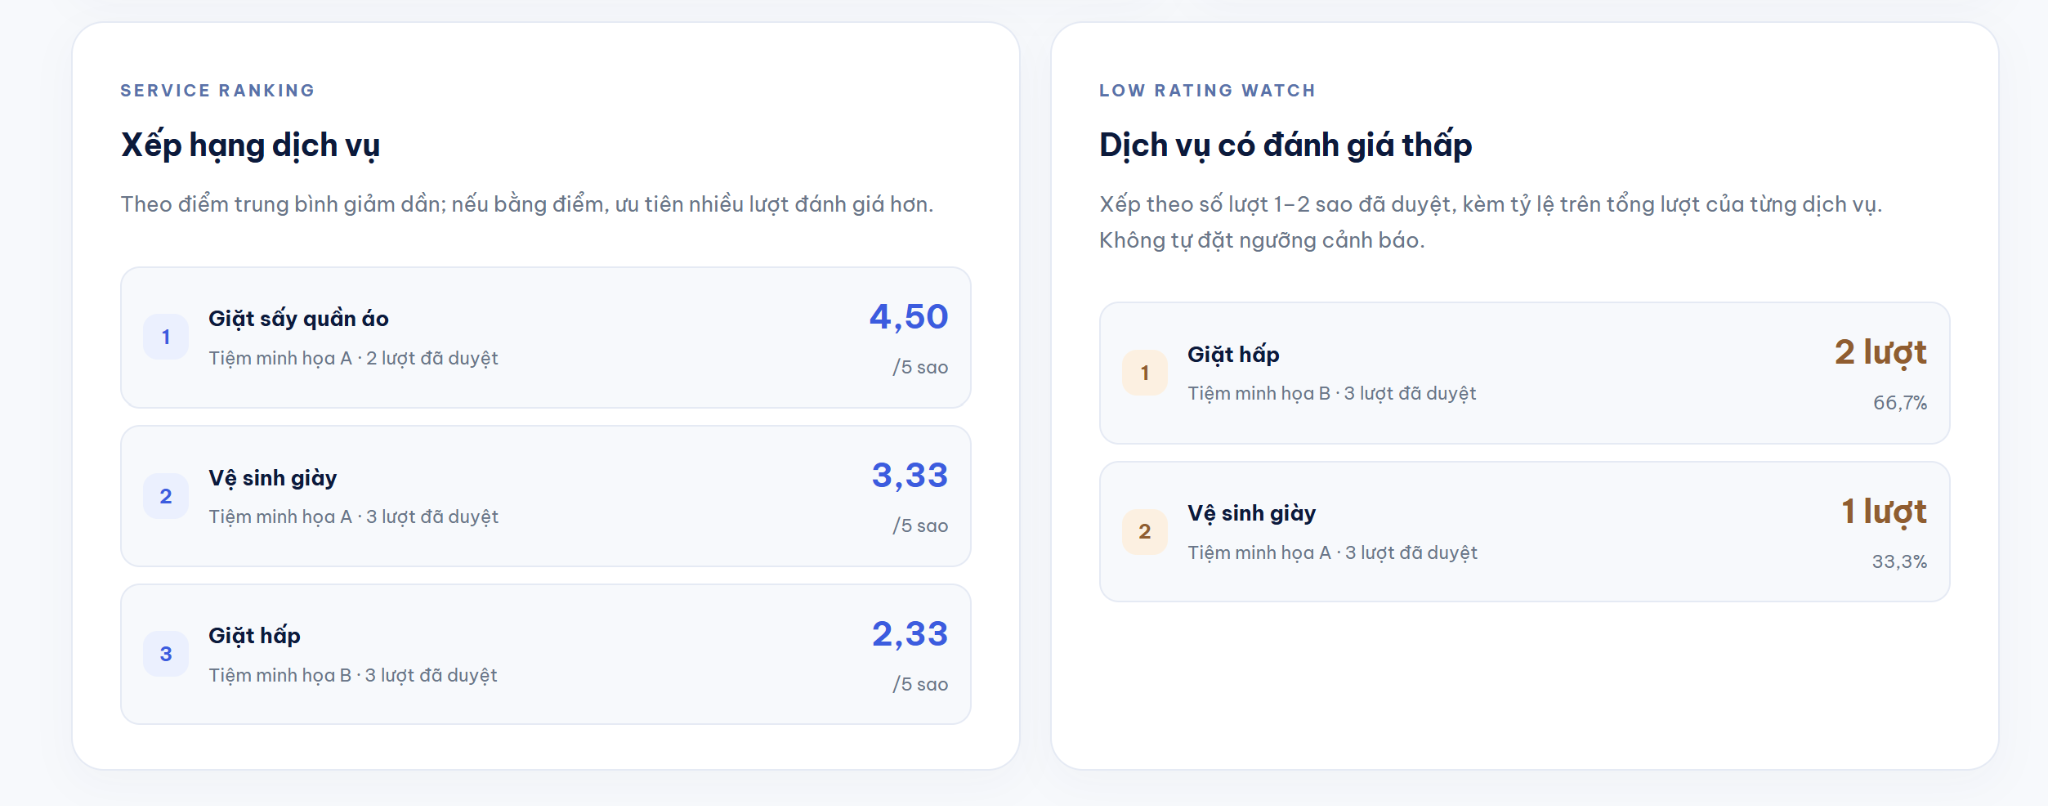 SERVICE RANKING
Xếp hạng dịch vụ
Theo điểm trung bình giảm dần; nếu bằng điểm, ưu tiên nhiều lượt đánh giá hơn.
1
Giặt sấy quần áo
Tiệm minh họa A · 2 lượt đã duyệt
4,50
/5 sao
2
Vệ sinh giày
Tiệm minh họa A · 3 lượt đã duyệt
3,33
/5 sao
3
Giặt hấp
Tiệm minh họa B · 3 lượt đã duyệt
2,33
/5 sao
LOW RATING WATCH
Dịch vụ có đánh giá thấp
Xếp theo số lượt 1–2 sao đã duyệt, kèm tỷ lệ trên tổng lượt của từng dịch vụ.
Không tự đặt ngưỡng cảnh báo.
1
Giặt hấp
Tiệm minh họa B · 3 lượt đã duyệt
2 lượt
66,7%
2
Vệ sinh giày
Tiệm minh họa A · 3 lượt đã duyệt
1 lượt
33,3%